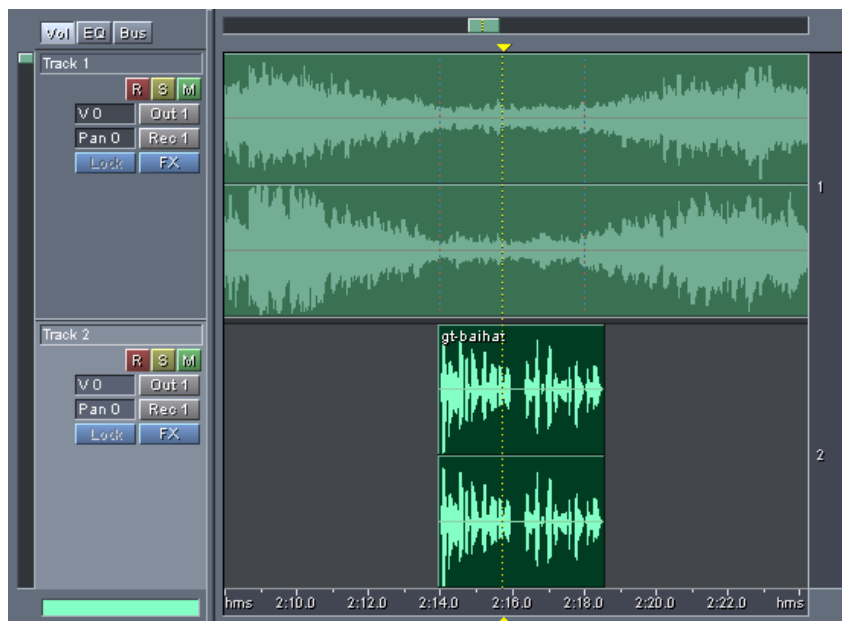 Vol EQ Bus
Track 1
R S M
V 0 Out 1
Pan 0 Rec 1
Lock FX
1
Track 2
gt-baihat
R S M
V 0 Out 1
Pan 0 Rec 1
Lock FX
2
hms 2:10.0 2:12.0 2:14.0 2:16.0 2:18.0 2:20.0 2:22.0 hms